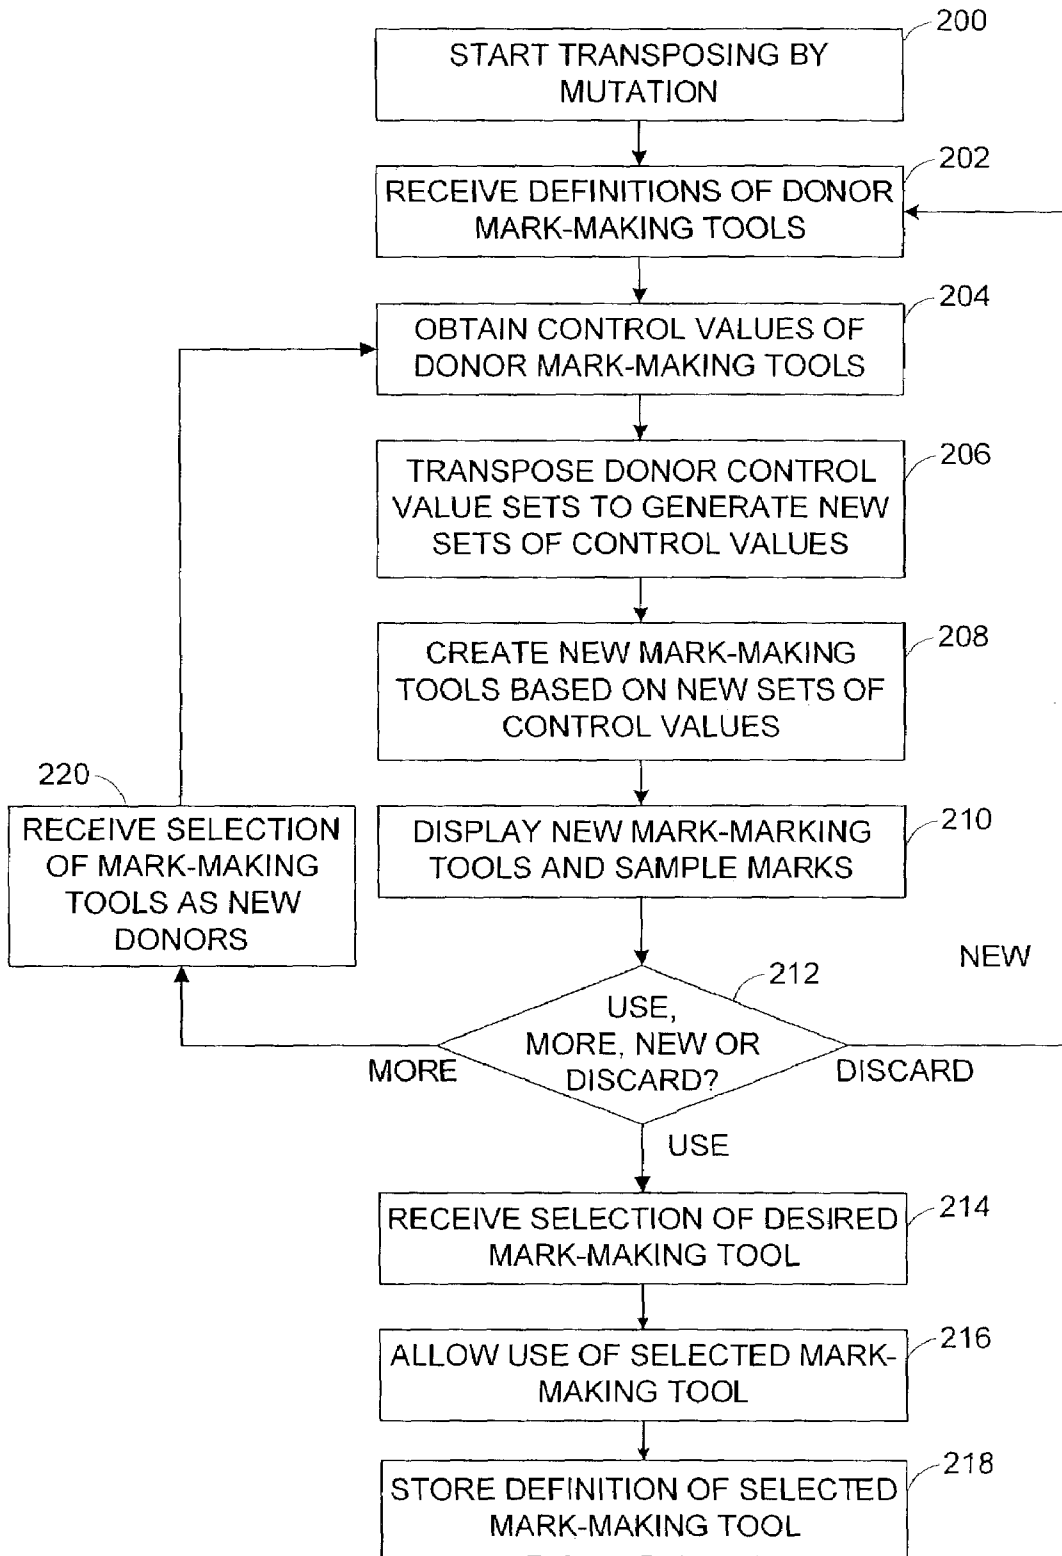 200
START TRANSPOSING BY
MUTATION
202
RECEIVE DEFINITIONS OF DONOR
MARK-MAKING TOOLS
204
OBTAIN CONTROL VALUES OF
DONOR MARK-MAKING TOOLS
206
TRANSPOSE DONOR CONTROL
VALUE SETS TO GENERATE NEW
SETS OF CONTROL VALUES
208
CREATE NEW MARK-MAKING
TOOLS BASED ON NEW SETS OF
CONTROL VALUES
220
RECEIVE SELECTION
OF MARK-MAKING
TOOLS AS NEW
DONORS
210
DISPLAY NEW MARK-MARKING
TOOLS AND SAMPLE MARKS
NEW
212
USE,
MORE, NEW OR
DISCARD?
MORE
DISCARD
USE
214
RECEIVE SELECTION OF DESIRED
MARK-MAKING TOOL
216
ALLOW USE OF SELECTED MARK-
MAKING TOOL
218
STORE DEFINITION OF SELECTED
MARK-MAKING TOOL